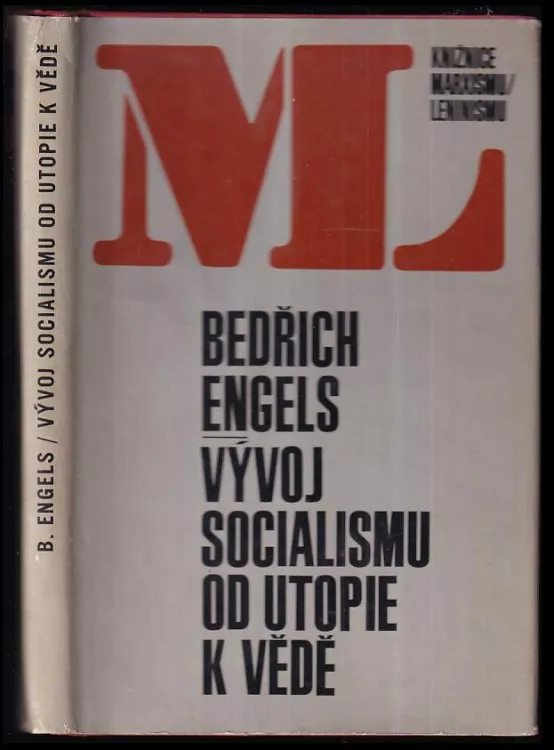 B. ENGELS / VÝVOJ SOCIALISMU OD UTOPIE K VĚDĚ
ML
KNIŽNICE
MARXISMU/
LENINISMU
BEDŘICH
ENGELS
VÝVOJ
SOCIALISMU
OD UTOPIE
K VĚDĚ